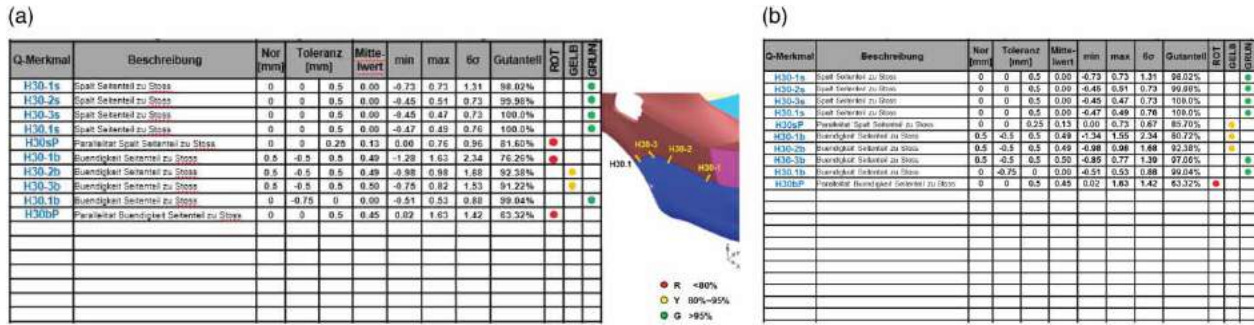 (a)
Q-Merkmal Beschreibung Nor [mm] Toleranz [mm] Mitte-lwert min max 6σ Gutanteil ROT GELB GRUN
H30-1s Spalt Seitenteil zu Stoss 0 0 0.5 0.00 -0.73 0.73 1.31 98.02%
H30-2s Spalt Seitenteil zu Stoss 0 0 0.5 0.00 -0.45 0.51 0.73 99.98%
H30-3s Spalt Seitenteil zu Stoss 0 0 0.5 0.00 -0.45 0.47 0.73 100.0%
H30.1s Spalt Seitenteil zu Stoss 0 0 0.5 0.00 -0.47 0.49 0.76 100.0%
H30sP Paralleitat Spalt Seitenteil zu Stoss 0 0 0.25 0.13 0.00 0.76 0.96 81.60%
H30-1b Buendigkeit Seitenteil zu Stoss 0.5 -0.5 0.5 0.49 -1.28 1.63 2.34 76.26%
H30-2b Buendigkeit Seitenteil zu Stoss 0.5 -0.5 0.5 0.49 -0.98 0.98 1.68 92.38%
H30-3b Buendigkeit Seitenteil zu Stoss 0.5 -0.5 0.5 0.50 -0.75 0.82 1.53 91.22%
H30.1b Buendigkeit Seitenteil zu Stoss 0 -0.75 0 0.00 -0.51 0.53 0.88 99.04%
H30bP Paralleitat Buendigkeit Seitenteil zu Stoss 0 0 0.5 0.45 0.02 1.63 1.42 63.32%
H30.1 H30-3 H30-2 H30-1
R <80%
Y 80%–95%
G >95%
(b)
Q-Merkmal Beschreibung Nor [mm] Toleranz [mm] Mitte-lwert min max 6σ Gutanteil ROT GELB GRUN
H30-1s Spalt Seitenteil zu Stoss 0 0 0.5 0.00 -0.73 0.73 1.31 98.02%
H30-2s Spalt Seitenteil zu Stoss 0 0 0.5 0.00 -0.45 0.51 0.73 99.98%
H30-3s Spalt Seitenteil zu Stoss 0 0 0.5 0.00 -0.45 0.47 0.73 100.0%
H30.1s Spalt Seitenteil zu Stoss 0 0 0.5 0.00 -0.47 0.49 0.76 100.0%
H30sP Paralleitat Spalt Seitenteil zu Stoss 0 0 0.25 0.13 0.00 0.73 0.67 85.70%
H30-1b Buendigkeit Seitenteil zu Stoss 0.5 -0.5 0.5 0.49 -1.34 1.55 2.34 80.72%
H30-2b Buendigkeit Seitenteil zu Stoss 0.5 -0.5 0.5 0.49 -0.98 0.98 1.68 92.38%
H30-3b Buendigkeit Seitenteil zu Stoss 0.5 -0.5 0.5 0.50 -0.85 0.77 1.39 97.06%
H30.1b Buendigkeit Seitenteil zu Stoss 0 -0.75 0 0.00 -0.51 0.53 0.88 99.04%
H30bP Paralleitat Buendigkeit Seitenteil zu Stoss 0 0 0.5 0.45 0.02 1.63 1.42 63.32%